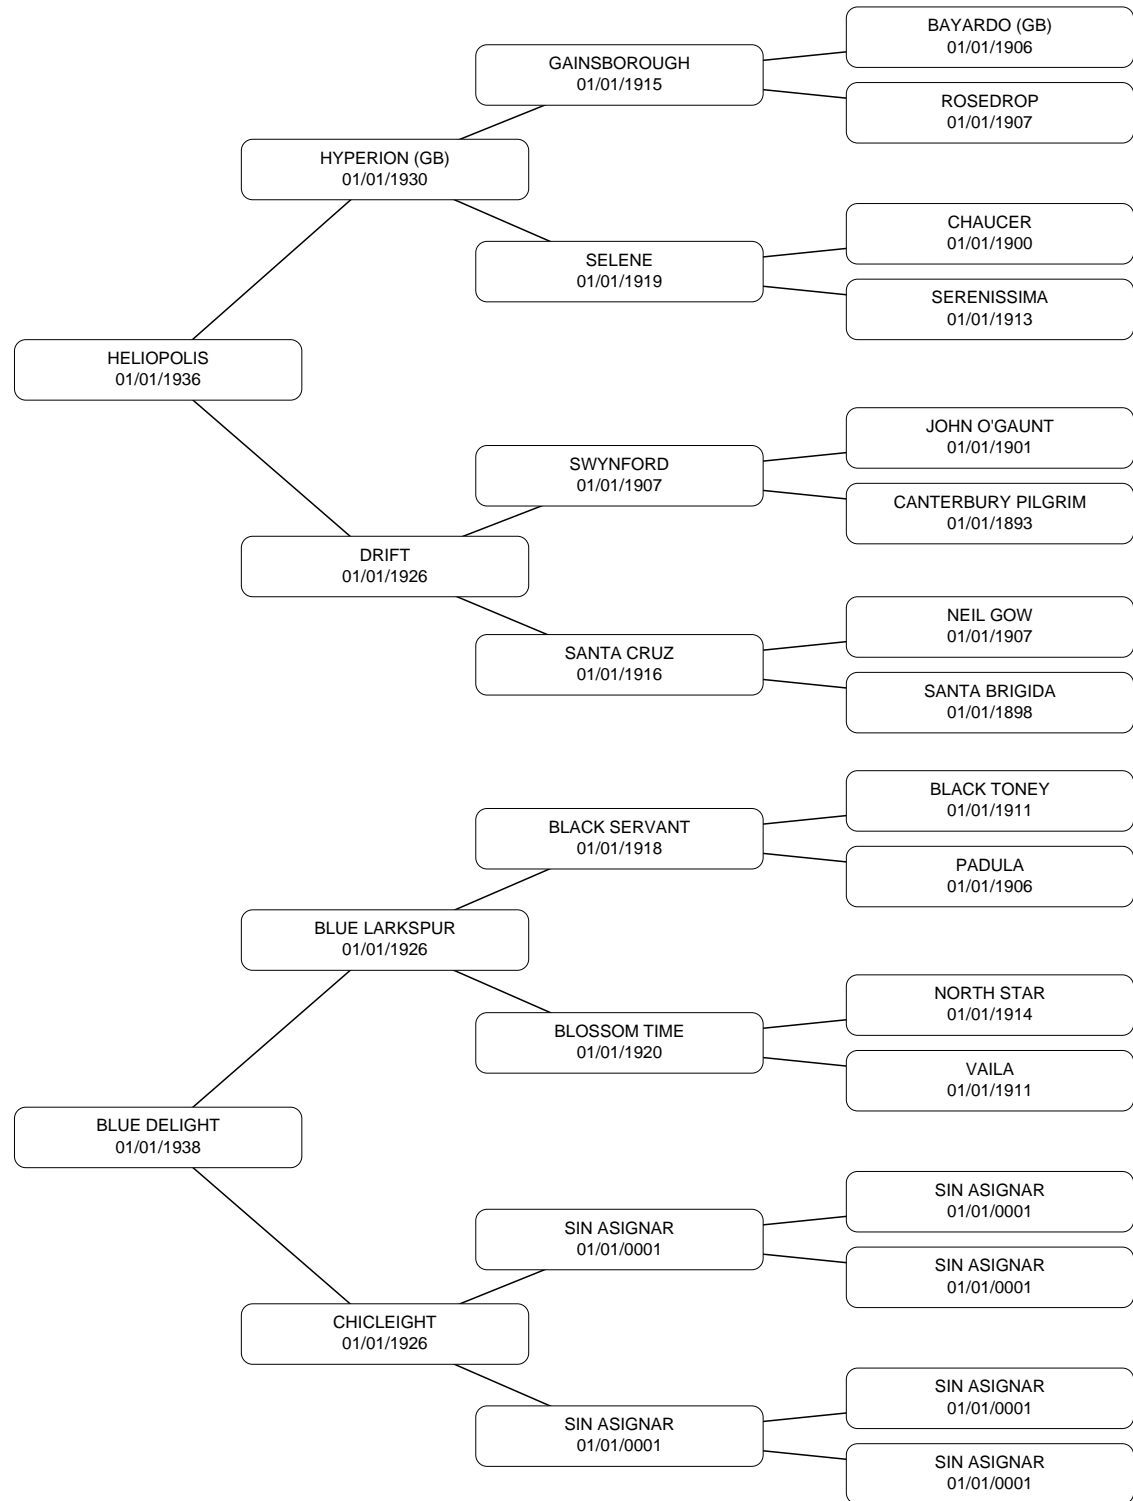 BAYARDO (GB)
01/01/1906
GAINSBOROUGH
01/01/1915
ROSEDROP
01/01/1907
HYPERION (GB)
01/01/1930
CHAUCER
01/01/1900
SELENE
01/01/1919
SERENISSIMA
01/01/1913
HELIOPOLIS
01/01/1936
JOHN O'GAUNT
01/01/1901
SWYNFORD
01/01/1907
CANTERBURY PILGRIM
01/01/1893
DRIFT
01/01/1926
NEIL GOW
01/01/1907
SANTA CRUZ
01/01/1916
SANTA BRIGIDA
01/01/1898
BLACK TONEY
01/01/1911
BLACK SERVANT
01/01/1918
PADULA
01/01/1906
BLUE LARKSPUR
01/01/1926
NORTH STAR
01/01/1914
BLOSSOM TIME
01/01/1920
VAILA
01/01/1911
BLUE DELIGHT
01/01/1938
SIN ASIGNAR
01/01/0001
SIN ASIGNAR
01/01/0001
SIN ASIGNAR
01/01/0001
CHICLEIGHT
01/01/1926
SIN ASIGNAR
01/01/0001
SIN ASIGNAR
01/01/0001
SIN ASIGNAR
01/01/0001